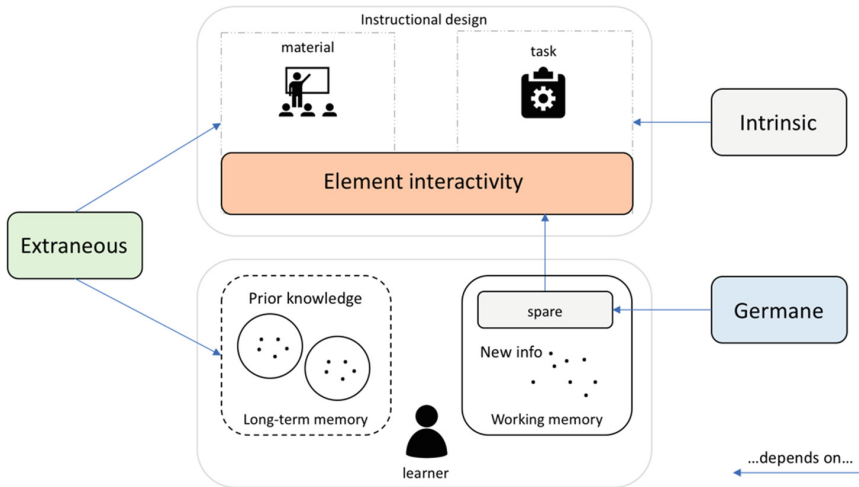 Instructional design
material
task
Intrinsic
Element interactivity
Extraneous
Prior knowledge
spare
Germane
New info
Long-term memory
Working memory
learner
...depends on...